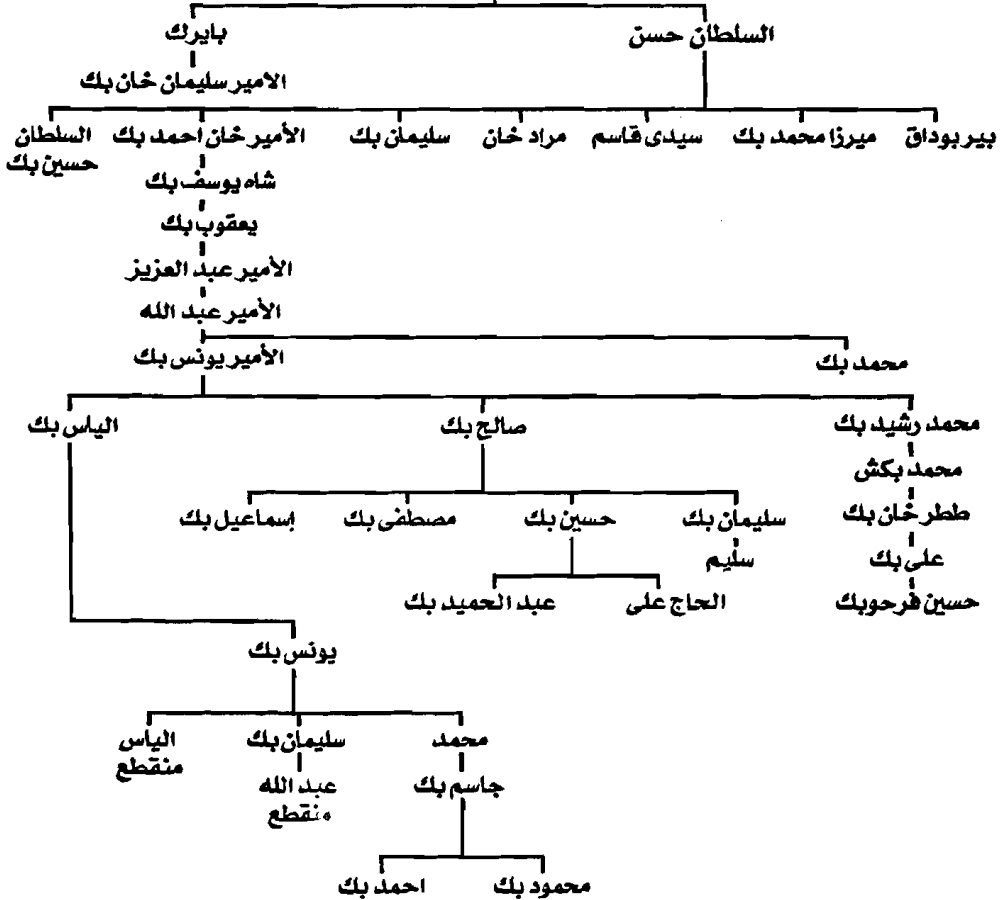 السلطان حسن
بايرك
الأمير سليمان خان بك
بير بوداق
ميرزا محمد بك
سيدى قاسم
مراد خان
سليمان بك
الأمير خان احمد بك
السلطان
حسين بك
شاه يوسف بك
يعقوب بك
الأمير عبد العزيز
الأمير عبد الله
محمد بك
الأمير يونس بك
محمد رشيد بك
صالح بك
الياس بك
محمد بكش
ططر خان بك
على بك
حسين فرحو بك
سليمان بك
حسين بك
مصطفى بك
إسماعيل بك
سليم
الحاج على
عبد الحميد بك
يونس بك
محمد
سليمان بك
الياس
منقطع
جاسم بك
عبد الله
منقطع
محمود بك
احمد بك